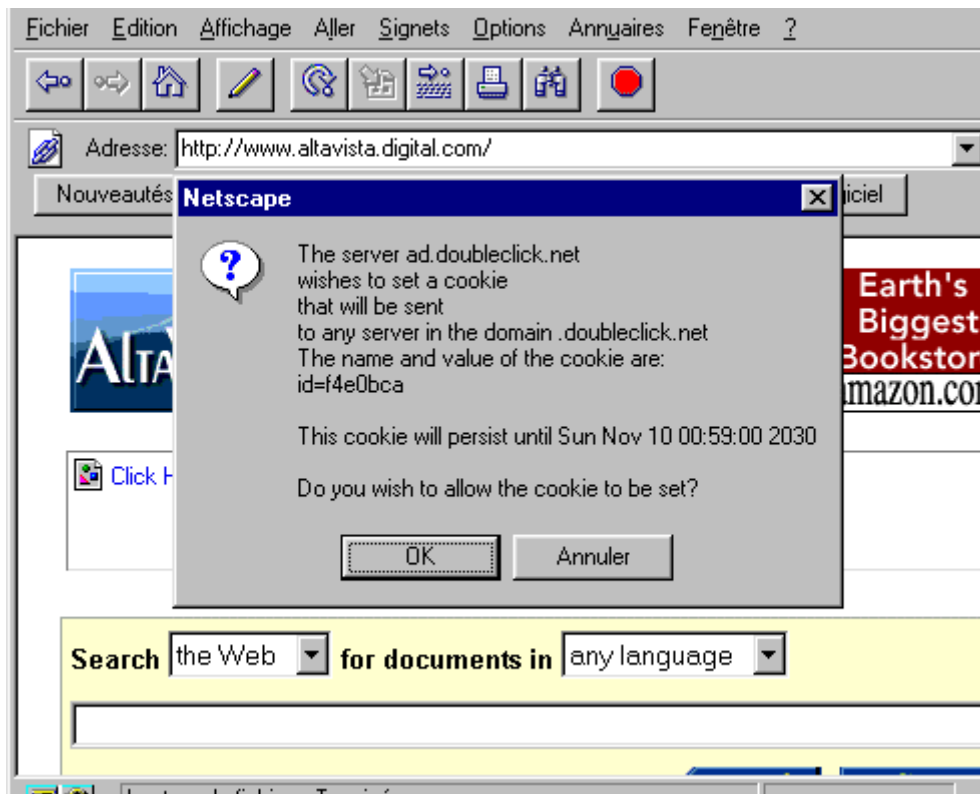 Fichier Edition Affichage Aller Signets Options Annuaires Fenêtre ?
Adresse: http://www.altavista.digital.com/
Nouveautés
Netscape
The server ad.doubleclick.net
wishes to set a cookie
that will be sent
to any server in the domain .doubleclick.net
The name and value of the cookie are:
id=f4e0bca
This cookie will persist until Sun Nov 10 00:59:00 2030
Do you wish to allow the cookie to be set?
OK Annuler
Earth's
Biggest
Click
Search the Web for documents in any language